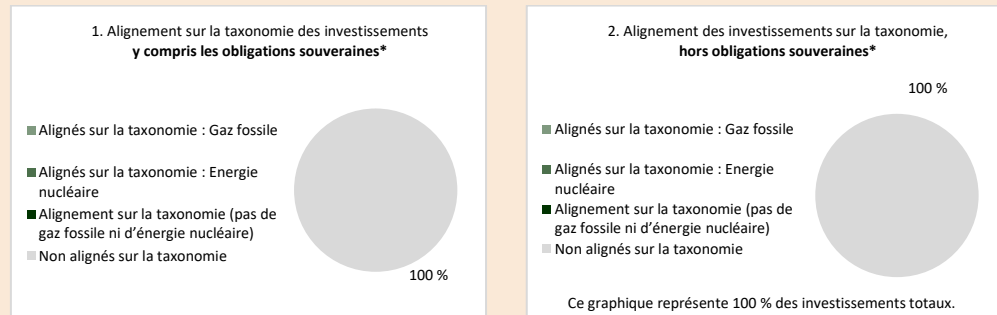 1. Alignement sur la taxonomie des investissements
y compris les obligations souveraines*
Alignés sur la taxonomie : Gaz fossile
Alignés sur la taxonomie : Energie
nucléaire
Alignement sur la taxonomie (pas de
gaz fossile ni d’énergie nucléaire)
Non alignés sur la taxonomie
100 %
2. Alignement des investissements sur la taxonomie,
hors obligations souveraines*
100 %
Alignés sur la taxonomie : Gaz fossile
Alignés sur la taxonomie : Energie
nucléaire
Alignement sur la taxonomie (pas de
gaz fossile ni d’énergie nucléaire)
Non alignés sur la taxonomie
Ce graphique représente 100 % des investissements totaux.